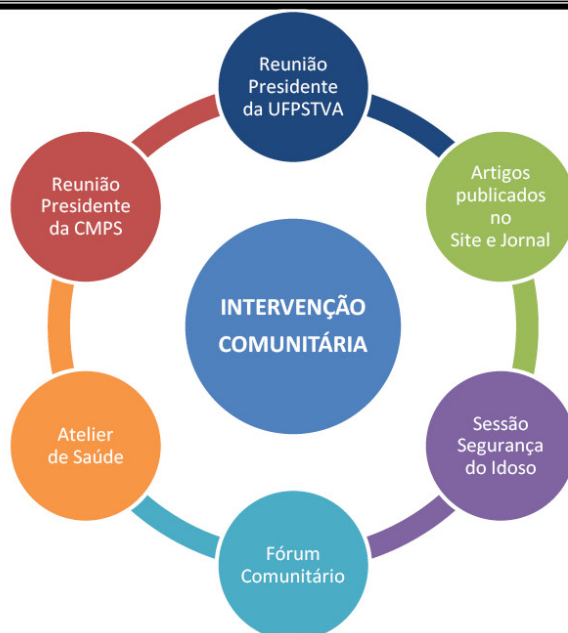 Reunião
Presidente
da UFPSTVA
Artigos
publicados
no
Site e Jornal
Sessão
Segurança
do Idoso
Fórum
Comunitário
Atelier
de Saúde
Reunião
Presidente
da CMPS
INTERVENÇÃO
COMUNITÁRIA